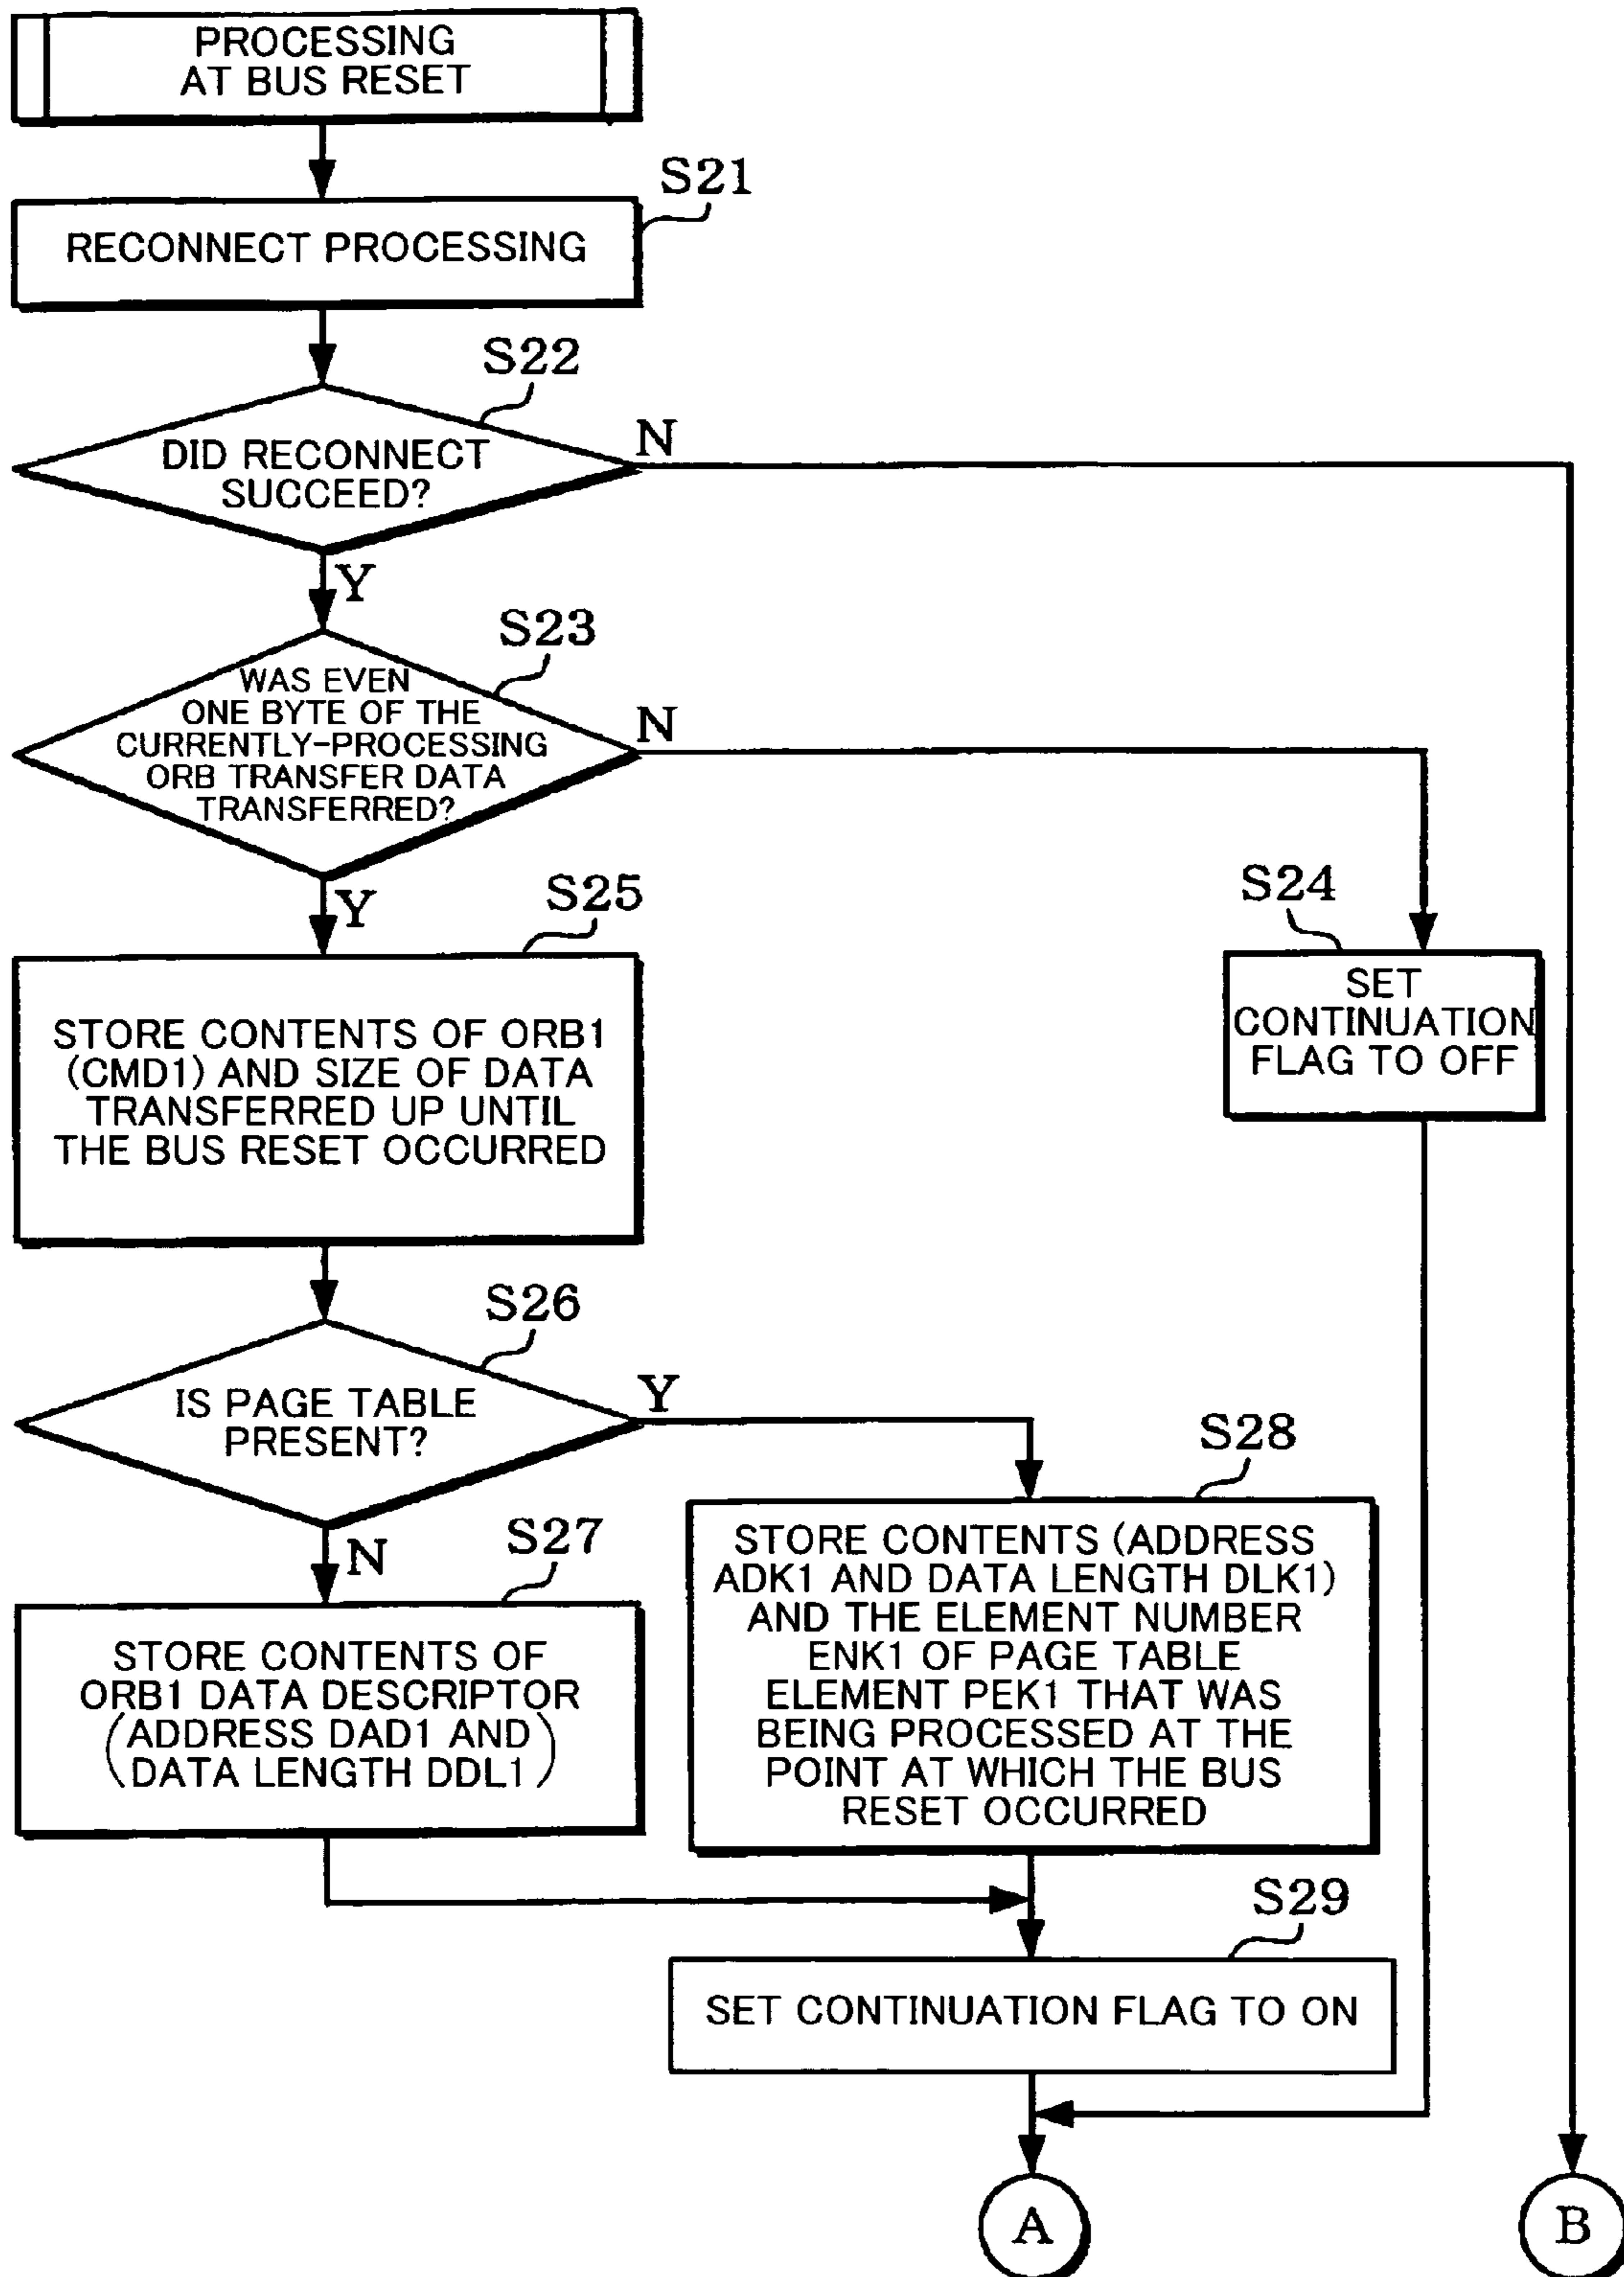 PROCESSING
AT BUS RESET
S21
RECONNECT PROCESSING
S22
DID RECONNECT
SUCCEED?
N
Y
S23
WAS EVEN
ONE BYTE OF THE
CURRENTLY-PROCESSING
ORB TRANSFER DATA
TRANSFERRED?
N
Y
S24
SET
CONTINUATION
FLAG TO OFF
S25
STORE CONTENTS OF ORB1
(CMD1) AND SIZE OF DATA
TRANSFERRED UP UNTIL
THE BUS RESET OCCURRED
S26
IS PAGE TABLE
PRESENT?
Y
N
S27
STORE CONTENTS OF
ORB1 DATA DESCRIPTOR
(ADDRESS DAD1 AND
DATA LENGTH DDL1)
S28
STORE CONTENTS (ADDRESS
ADK1 AND DATA LENGTH DLK1)
AND THE ELEMENT NUMBER
ENK1 OF PAGE TABLE
ELEMENT PEK1 THAT WAS
BEING PROCESSED AT THE
POINT AT WHICH THE BUS
RESET OCCURRED
S29
SET CONTINUATION FLAG TO ON
A
B